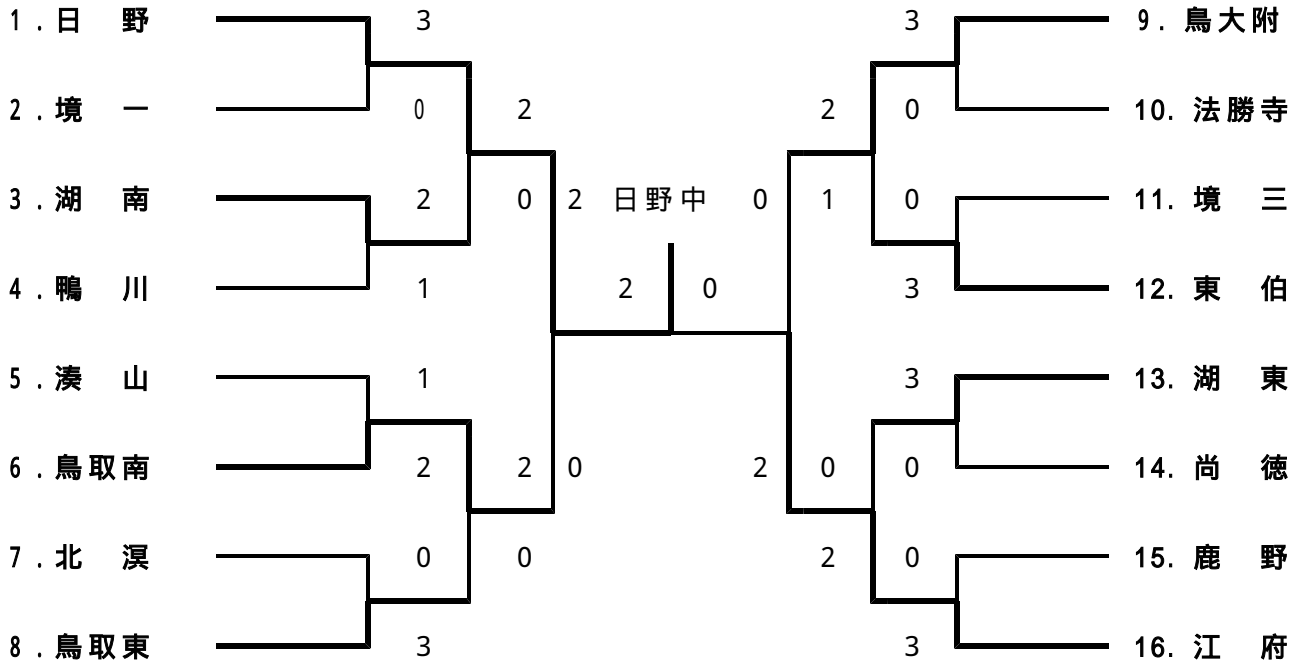 1.日 野 3 3 9. 鳥大附
2.境 一 0 2 2 0 10. 法勝寺
3.湖 南 2 0 2 日野中 0 1 0 11. 境 三
4.鴨 川 1 2 0 3 12. 東 伯
5.湊 山 1 3 13. 湖 東
6.鳥取南 2 2 0 2 0 0 14. 尚 徳
7.北 溟 0 0 2 0 15. 鹿 野
8.鳥取東 3 3 16. 江 府